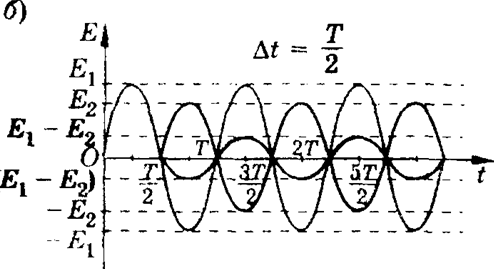 б)
E
Δt = T/2
E₁
E₂
E₁ − E₂
O
T
2T
t
T/2
3T/2
5T/2
E₁ − E₂)
− E₂
− E₁